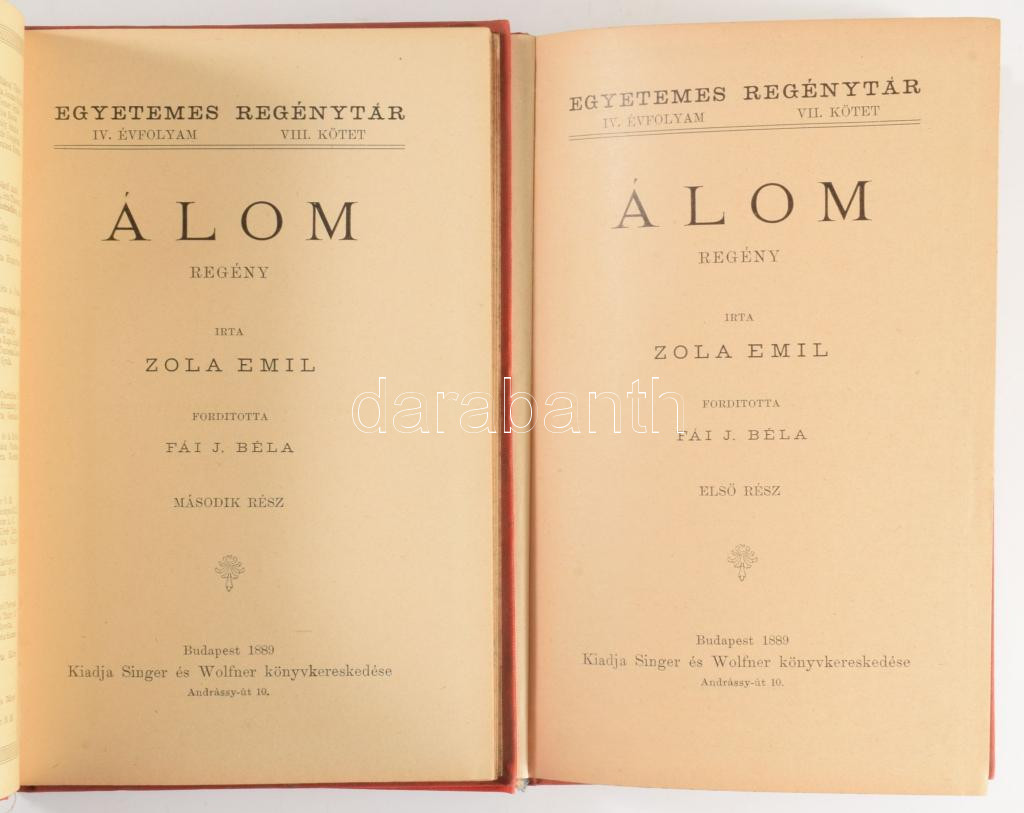 EGYETEMES REGÉNYTÁR
IV. ÉVFOLYAM VIII. KÖTET
ÁLOM
REGÉNY
IRTA
ZOLA EMIL
FORDITOTTA
FÁI J. BÉLA
MÁSODIK RÉSZ
Budapest 1889
Kiadja Singer és Wolfner könyvkereskedése
Andrássy-út 10.
EGYETEMES REGÉNYTÁR
IV. ÉVFOLYAM VII. KÖTET
ÁLOM
REGÉNY
IRTA
ZOLA EMIL
FORDITOTTA
FÁI J. BÉLA
ELSŐ RÉSZ
Budapest 1889
Kiadja Singer és Wolfner könyvkereskedése
Andrássy-út 10.
darabanth